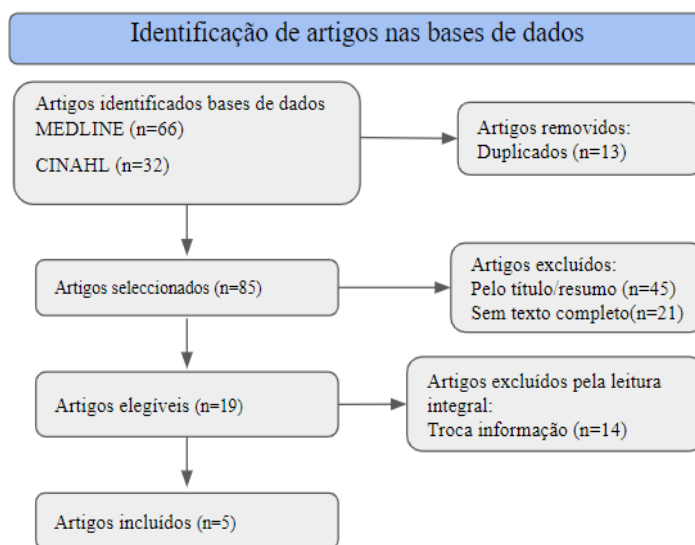 Identificação de artigos nas bases de dados
Artigos identificados bases de dados
MEDLINE (n=66)
CINAHL (n=32)
Artigos removidos:
Duplicados (n=13)
Artigos seleccionados (n=85)
Artigos excluídos:
Pelo título/resumo (n=45)
Sem texto completo(n=21)
Artigos elegíveis (n=19)
Artigos excluídos pela leitura
integral:
Troca informação (n=14)
Artigos incluídos (n=5)